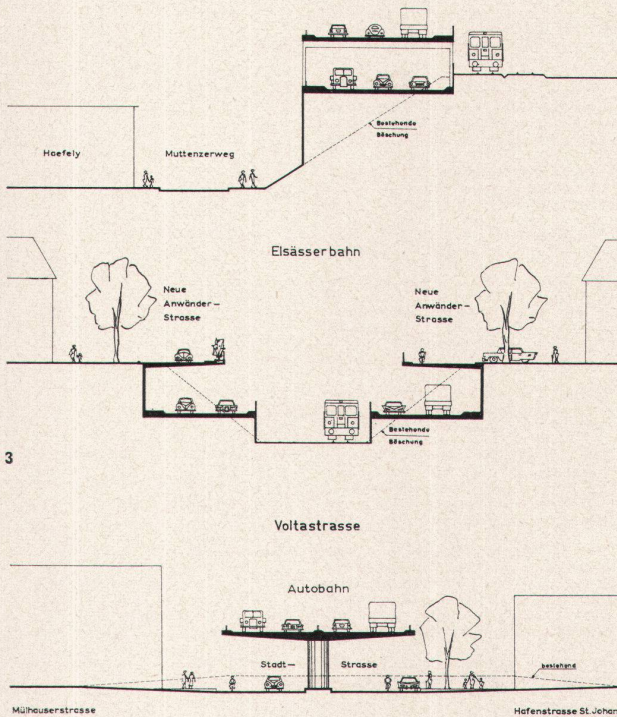 Bestehende
Böschung
Haefely
Muttenzerweg
Elsässerbahn
Neue
Anwänder-
Strasse
Neue
Anwänder-
Strasse
Bestehende
Böschung
3
Voltastrasse
Autobahn
Stadt-
Strasse
bestehend
Mülhauserstrasse
Hafenstrasse St.Johan